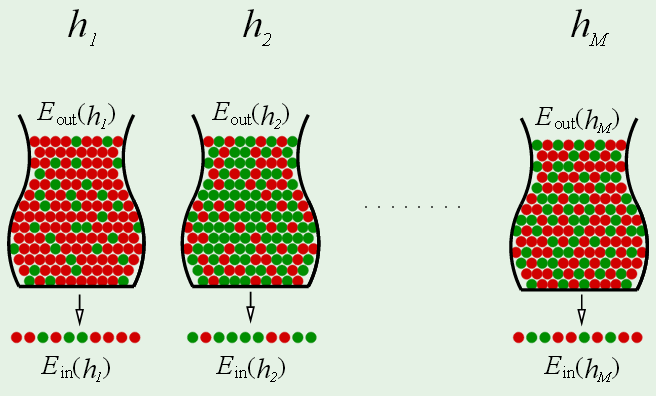 h1 h2 hM
Eout(h1) Eout(h2) Eout(hM)
. . . . . . . .
Ein(h1) Ein(h2) Ein(hM)